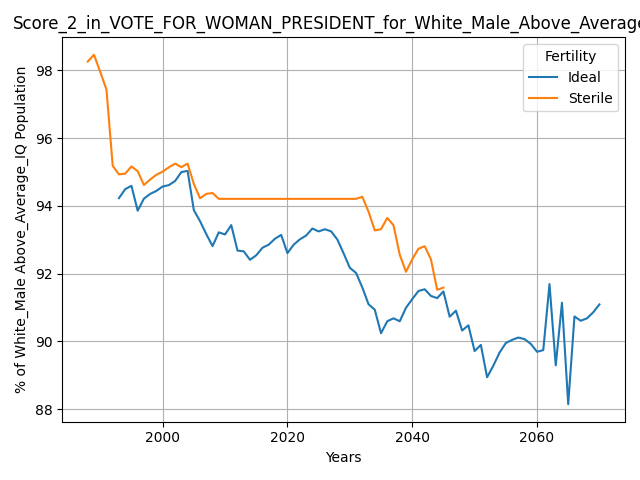 Score_2_in_VOTE_FOR_WOMAN_PRESIDENT_for_White_Male_Above_Average
Fertility
Ideal
Sterile
% of White_Male Above_Average_IQ Population
98
96
94
92
90
88
2000
2020
2040
2060
Years